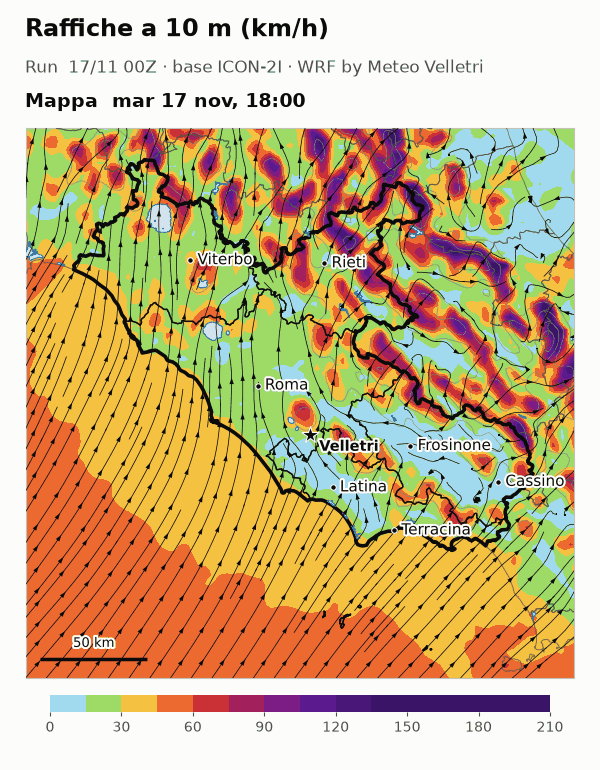 Raffiche a 10 m (km/h)
Run 17/11 00Z · base ICON-2I · WRF by Meteo Velletri
Mappa mar 17 nov, 18:00
Viterbo
Rieti
Roma
Velletri
Frosinone
Latina
Cassino
Terracina
50 km
0 30 60 90 120 150 180 210